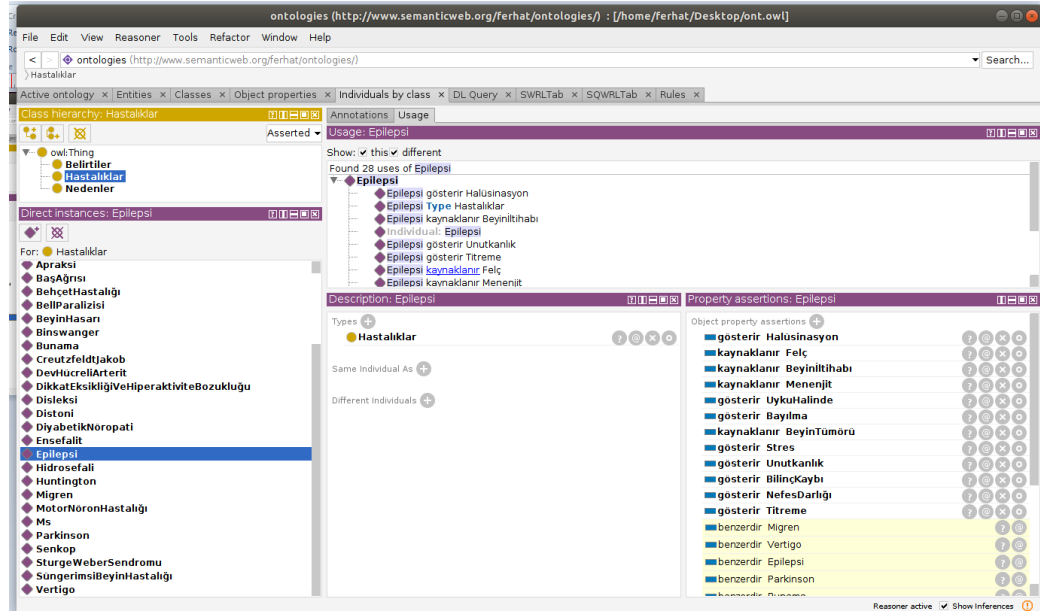 ontologies (http://www.semanticweb.org/ferhat/ontologies/) : [/home/ferhat/Desktop/ont.owl]
File Edit View Reasoner Tools Refactor Window Help
< > ontologies (http://www.semanticweb.org/ferhat/ontologies/) Search...
Hastalıklar
Active ontology × Entities × Classes × Object properties × Individuals by class × DL Query × SWRLTab × SQWRLTab × Rules ×
Class hierarchy: Hastalıklar
Asserted
owl:Thing
Belirtiler
Hastalıklar
Nedenler
Direct instances: Epilepsi
For: Hastalıklar
Apraksi
BaşAğrısı
BehçetHastalığı
BellParalizisi
BeyinHasarı
Binswanger
Bunama
CreutzfeldtJakob
DevHücreliArterit
DikkatEksikliğiVeHiperaktiviteBozukluğu
Disleksi
Distoni
DiyabetikNöropati
Ensefalit
Epilepsi
Hidrosefali
Huntington
Migren
MotorNöronHastalığı
Ms
Parkinson
Senkop
SturgeWeberSendromu
SüngerimsiBeyinHastalığı
Vertigo
Annotations Usage
Usage: Epilepsi
Show: this different
Found 28 uses of Epilepsi
Epilepsi
Epilepsi gösterir Halüsinasyon
Epilepsi Type Hastalıklar
Epilepsi kaynaklanır Beyinİltihabı
Individual: Epilepsi
Epilepsi gösterir Unutkanlık
Epilepsi gösterir Titreme
Epilepsi kaynaklanır Felç
Epilepsi kaynaklanır Menenjit
Description: Epilepsi
Types
Hastalıklar
Same Individual As
Different Individuals
Property assertions: Epilepsi
Object property assertions
gösterir Halüsinasyon
kaynaklanır Felç
kaynaklanır Beyinİltihabı
kaynaklanır Menenjit
gösterir UykuHalinde
gösterir Bayılma
kaynaklanır BeyinTümörü
gösterir Stres
gösterir Unutkanlık
gösterir BilinçKaybı
gösterir NefesDarlığı
gösterir Titreme
benzerdir Migren
benzerdir Vertigo
benzerdir Epilepsi
benzerdir Parkinson
benzerdir Bunama
Reasoner active Show Inferences